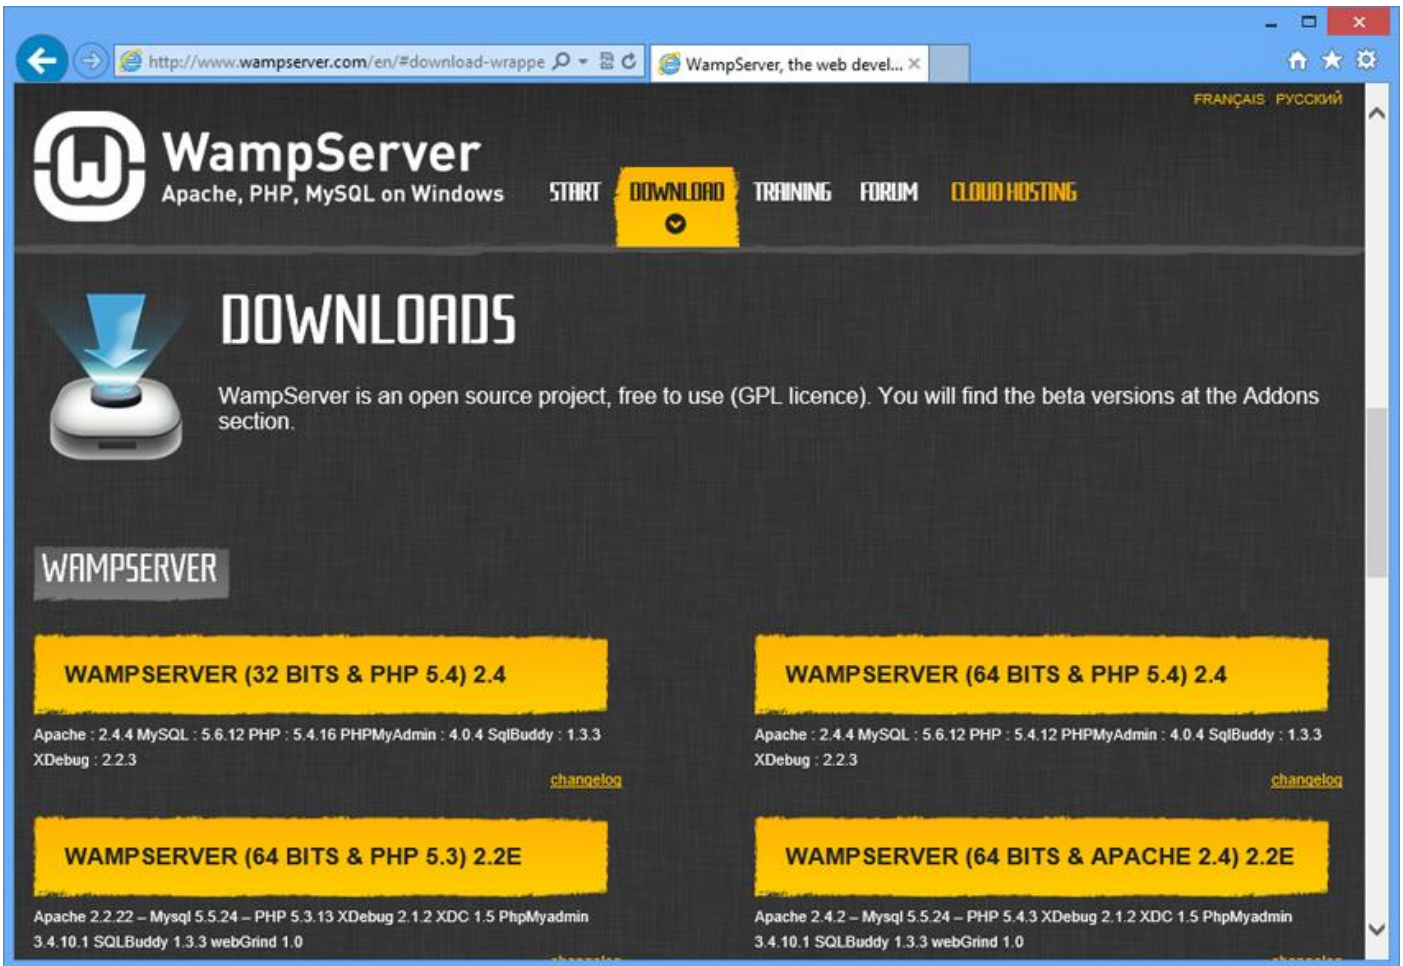 http://www.wampserver.com/en/#download-wrappe
WampServer, the web devel...
FRANÇAIS РУССКИЙ
WampServer
Apache, PHP, MySQL on Windows
START DOWNLOAD TRAINING FORUM CLOUD HOSTING
DOWNLOADS
WampServer is an open source project, free to use (GPL licence). You will find the beta versions at the Addons
section.
WAMPSERVER
WAMPSERVER (32 BITS & PHP 5.4) 2.4
Apache : 2.4.4 MySQL : 5.6.12 PHP : 5.4.16 PHPMyAdmin : 4.0.4 SqlBuddy : 1.3.3
XDebug : 2.2.3
changelog
WAMPSERVER (64 BITS & PHP 5.4) 2.4
Apache : 2.4.4 MySQL : 5.6.12 PHP : 5.4.12 PHPMyAdmin : 4.0.4 SqlBuddy : 1.3.3
XDebug : 2.2.3
changelog
WAMPSERVER (64 BITS & PHP 5.3) 2.2E
Apache 2.2.22 – Mysql 5.5.24 – PHP 5.3.13 XDebug 2.1.2 XDC 1.5 PhpMyadmin
3.4.10.1 SQLBuddy 1.3.3 webGrind 1.0
WAMPSERVER (64 BITS & APACHE 2.4) 2.2E
Apache 2.4.2 – Mysql 5.5.24 – PHP 5.4.3 XDebug 2.1.2 XDC 1.5 PhpMyadmin
3.4.10.1 SQLBuddy 1.3.3 webGrind 1.0